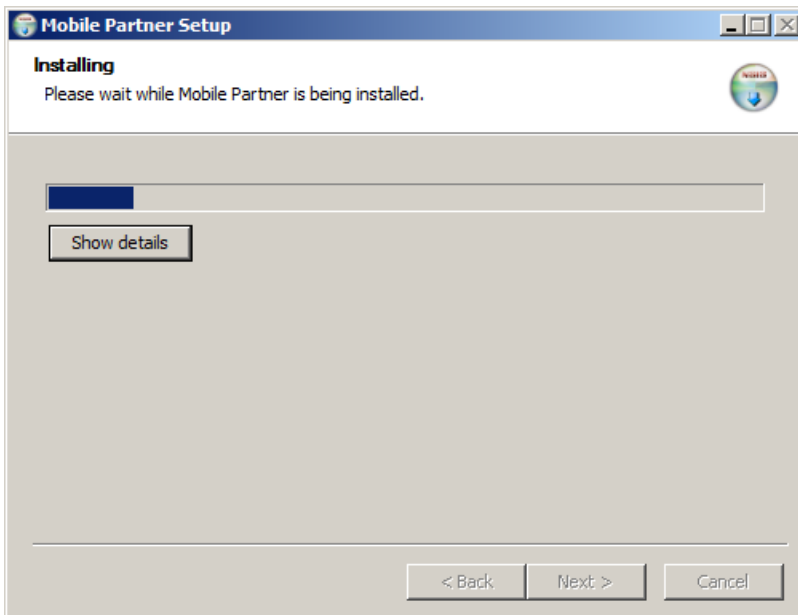 Mobile Partner Setup
Installing
Please wait while Mobile Partner is being installed.
Show details
< Back
Next >
Cancel